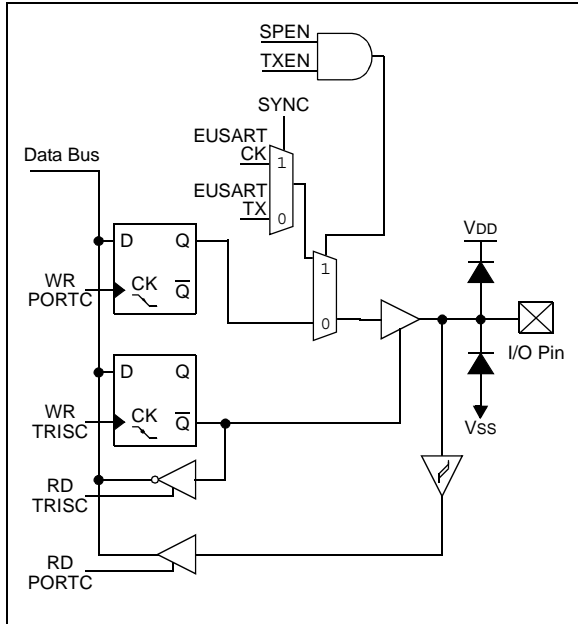 SPEN
TXEN
SYNC
EUSART
CK
1
EUSART
TX
0
Data Bus
D Q
CK Q
WR
PORTC
1
0
VDD
I/O Pin
VSS
D Q
CK Q
WR
TRISC
RD
TRISC
RD
PORTC